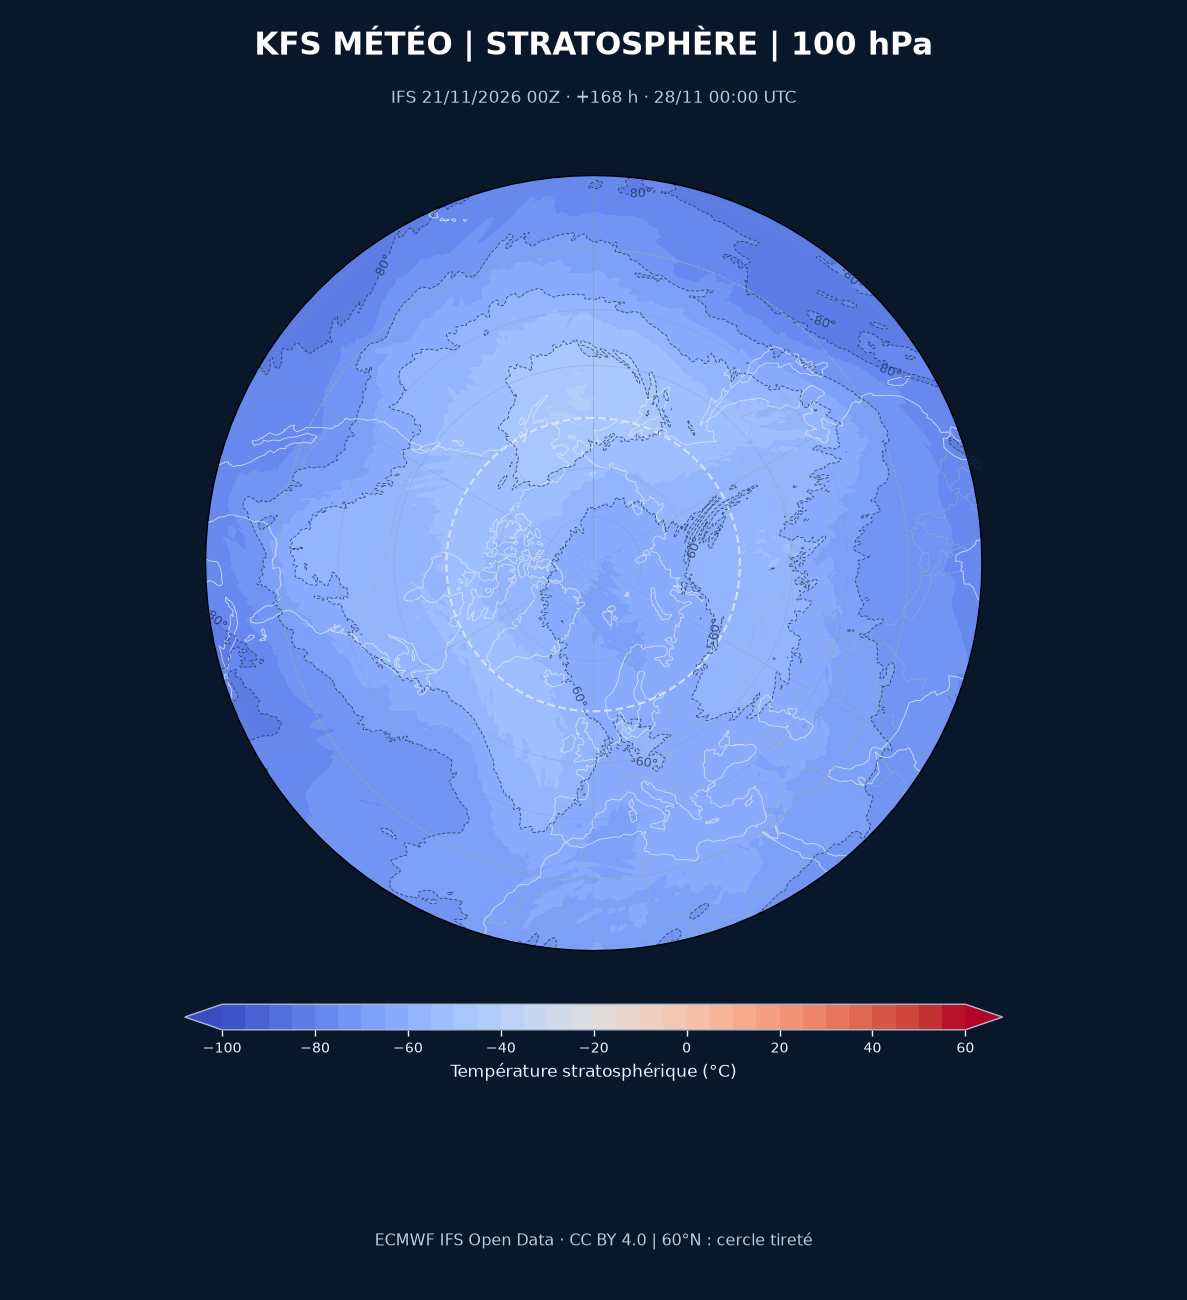 KFS MÉTÉO | STRATOSPHÈRE | 100 hPa
IFS 21/11/2026 00Z · +168 h · 28/11 00:00 UTC
80°
80°
80°
80°
80°
60°
80°
-60°
60°
-60°
−100 −80 −60 −40 −20 0 20 40 60
Température stratosphérique (°C)
ECMWF IFS Open Data · CC BY 4.0 | 60°N : cercle tireté